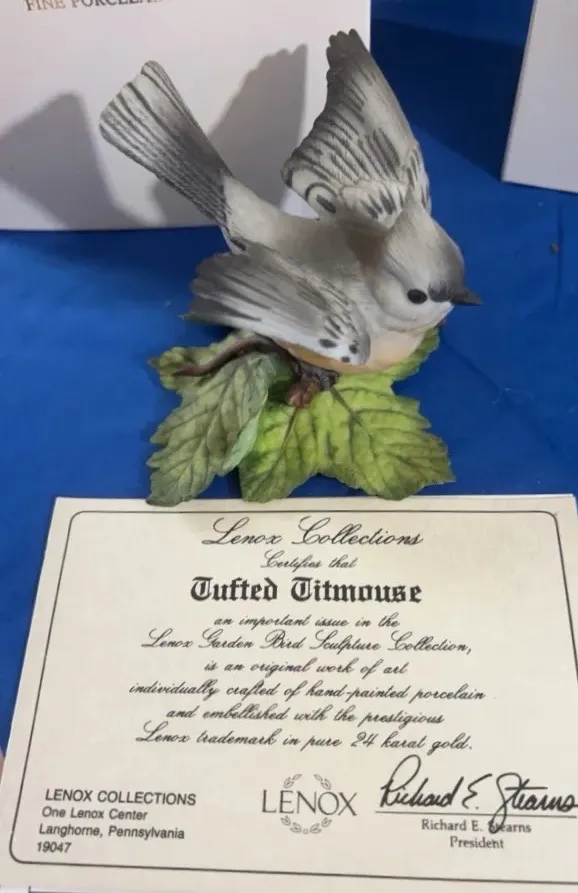 FINE PORCELA
Lenox Collections
Certifies that
Tufted Titmouse
an important issue in the
Lenox Garden Bird Sculpture Collection,
is an original work of art
individually crafted of hand-painted porcelain
and embellished with the prestigious
Lenox trademark in pure 24 karat gold.
LENOX COLLECTIONS
One Lenox Center
Langhorne, Pennsylvania
19047
LENOX
Richard E. Stearns
Richard E. Stearns
President